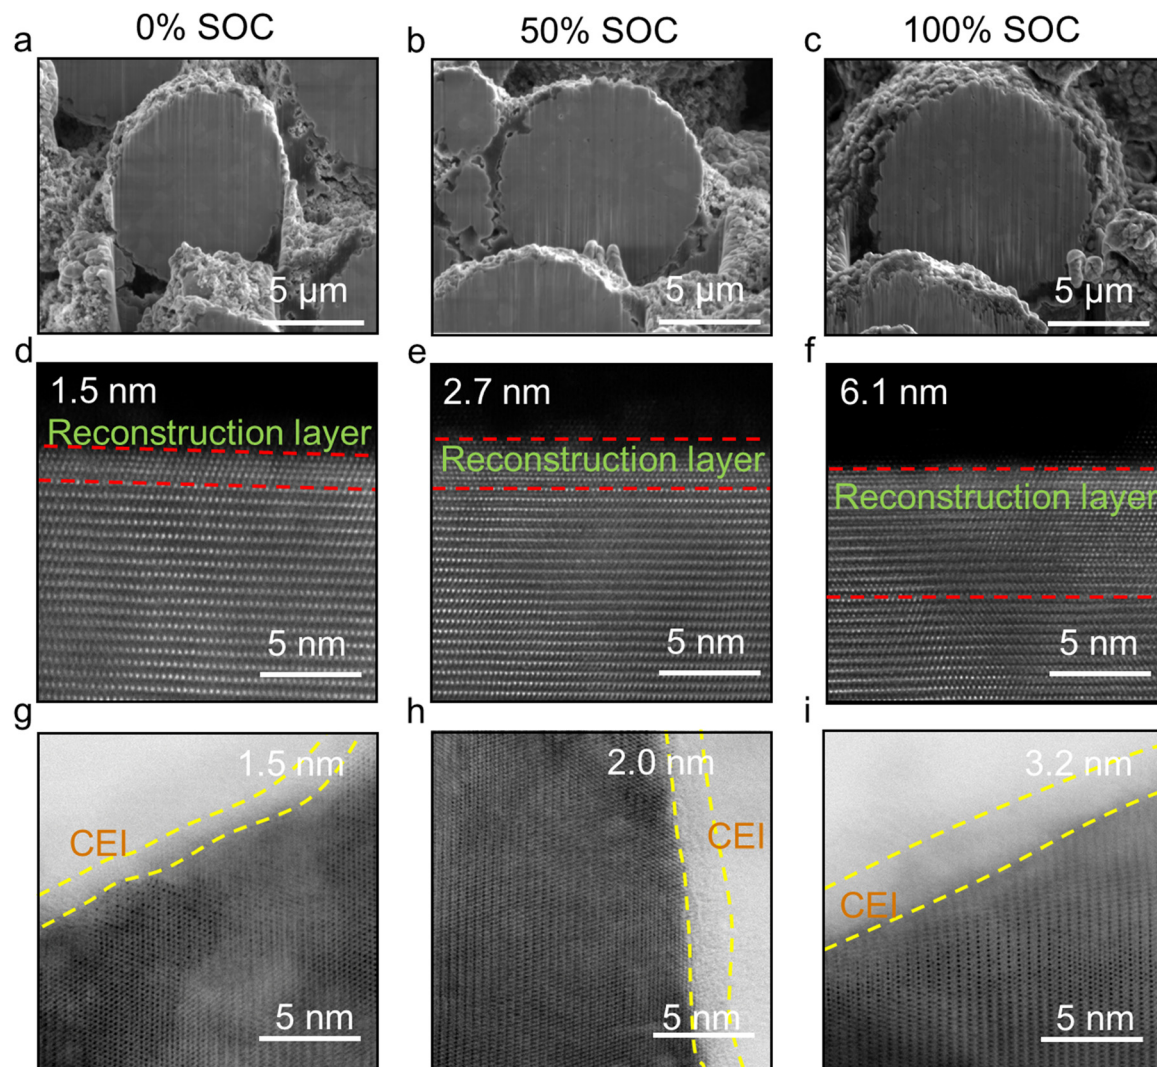 0% SOC
50% SOC
100% SOC
a
b
c
5 µm
5 µm
5 µm
d
e
f
1.5 nm
2.7 nm
6.1 nm
Reconstruction layer
Reconstruction layer
Reconstruction layer
5 nm
5 nm
5 nm
g
h
i
1.5 nm
2.0 nm
3.2 nm
CEI
CEI
CEI
5 nm
5 nm
5 nm